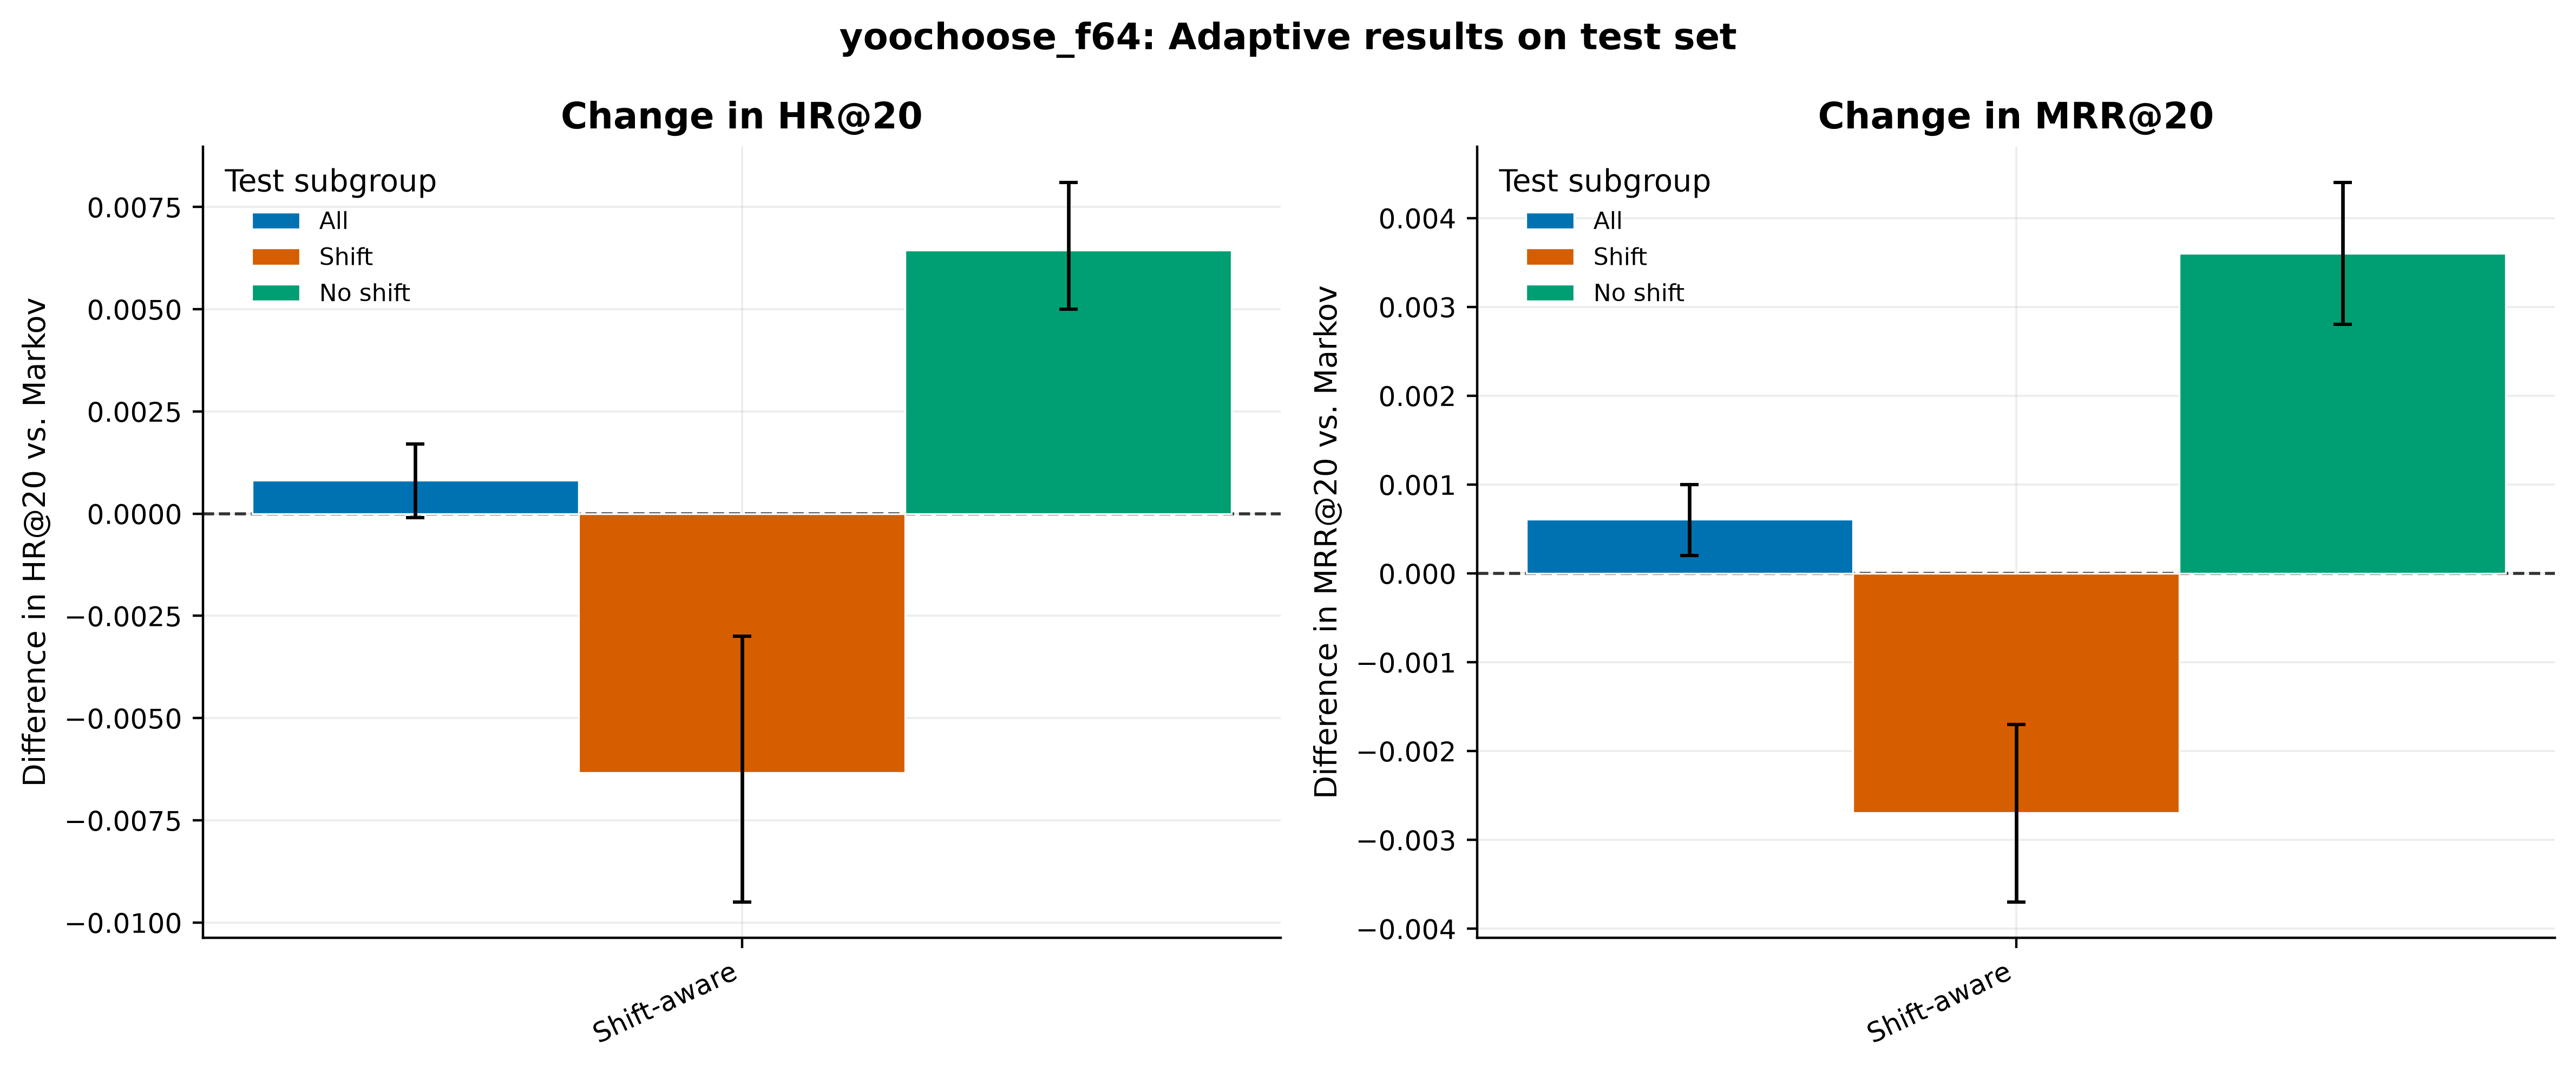 yoochoose_f64: Adaptive results on test set
Change in HR@20
Test subgroup
All
Shift
No shift
0.0075
0.0050
0.0025
0.0000
−0.0025
−0.0050
−0.0075
−0.0100
Difference in HR@20 vs. Markov
Shift-aware
Change in MRR@20
Test subgroup
All
Shift
No shift
0.004
0.003
0.002
0.001
0.000
−0.001
−0.002
−0.003
−0.004
Difference in MRR@20 vs. Markov
Shift-aware